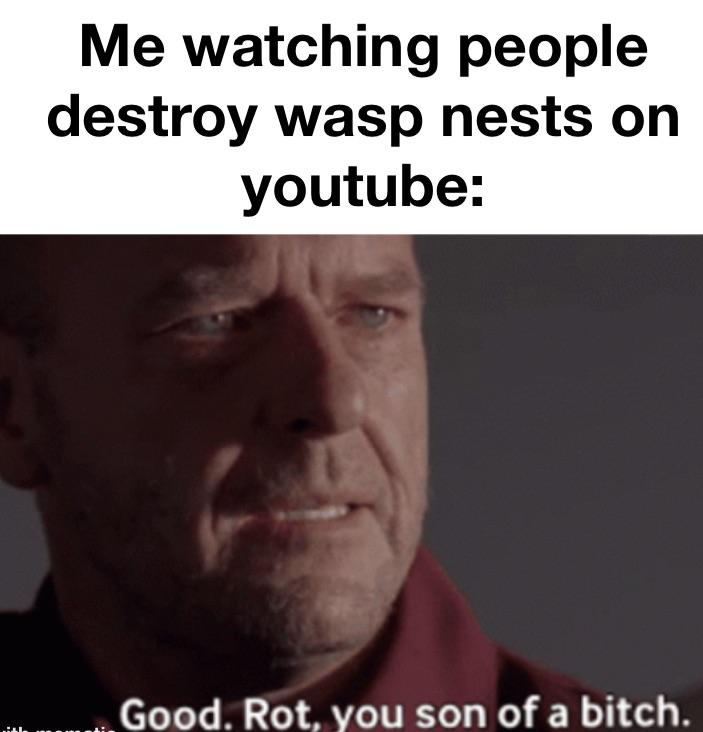 Me watching people
destroy wasp nests on
youtube:
Good. Rot, you son of a bitch.